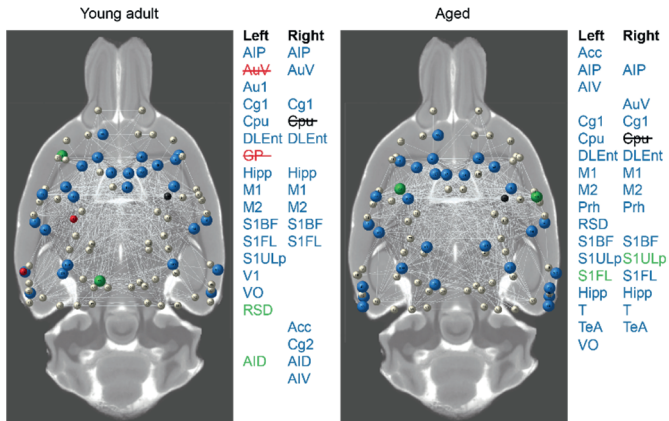 Young adult
Left Right
AIP AIP
AuV AuV
Au1
Cg1 Cg1
Cpu Cpu
DLEnt DLEnt
GP
Hipp Hipp
M1 M1
M2 M2
S1BF S1BF
S1FL S1FL
S1ULp
V1
VO
RSD
Acc
Cg2
AID AID
AIV
Aged
Left Right
Acc
AIP AIP
AIV
AuV
Cg1 Cg1
Cpu Cpu
DLEnt DLEnt
M1 M1
M2 M2
Prh Prh
RSD
S1BF S1BF
S1ULp S1ULp
S1FL S1FL
Hipp Hipp
T T
TeA TeA
VO